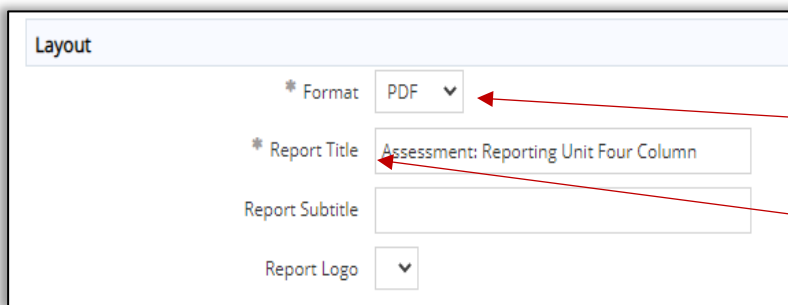 Layout
* Format PDF
* Report Title Assessment: Reporting Unit Four Column
Report Subtitle
Report Logo